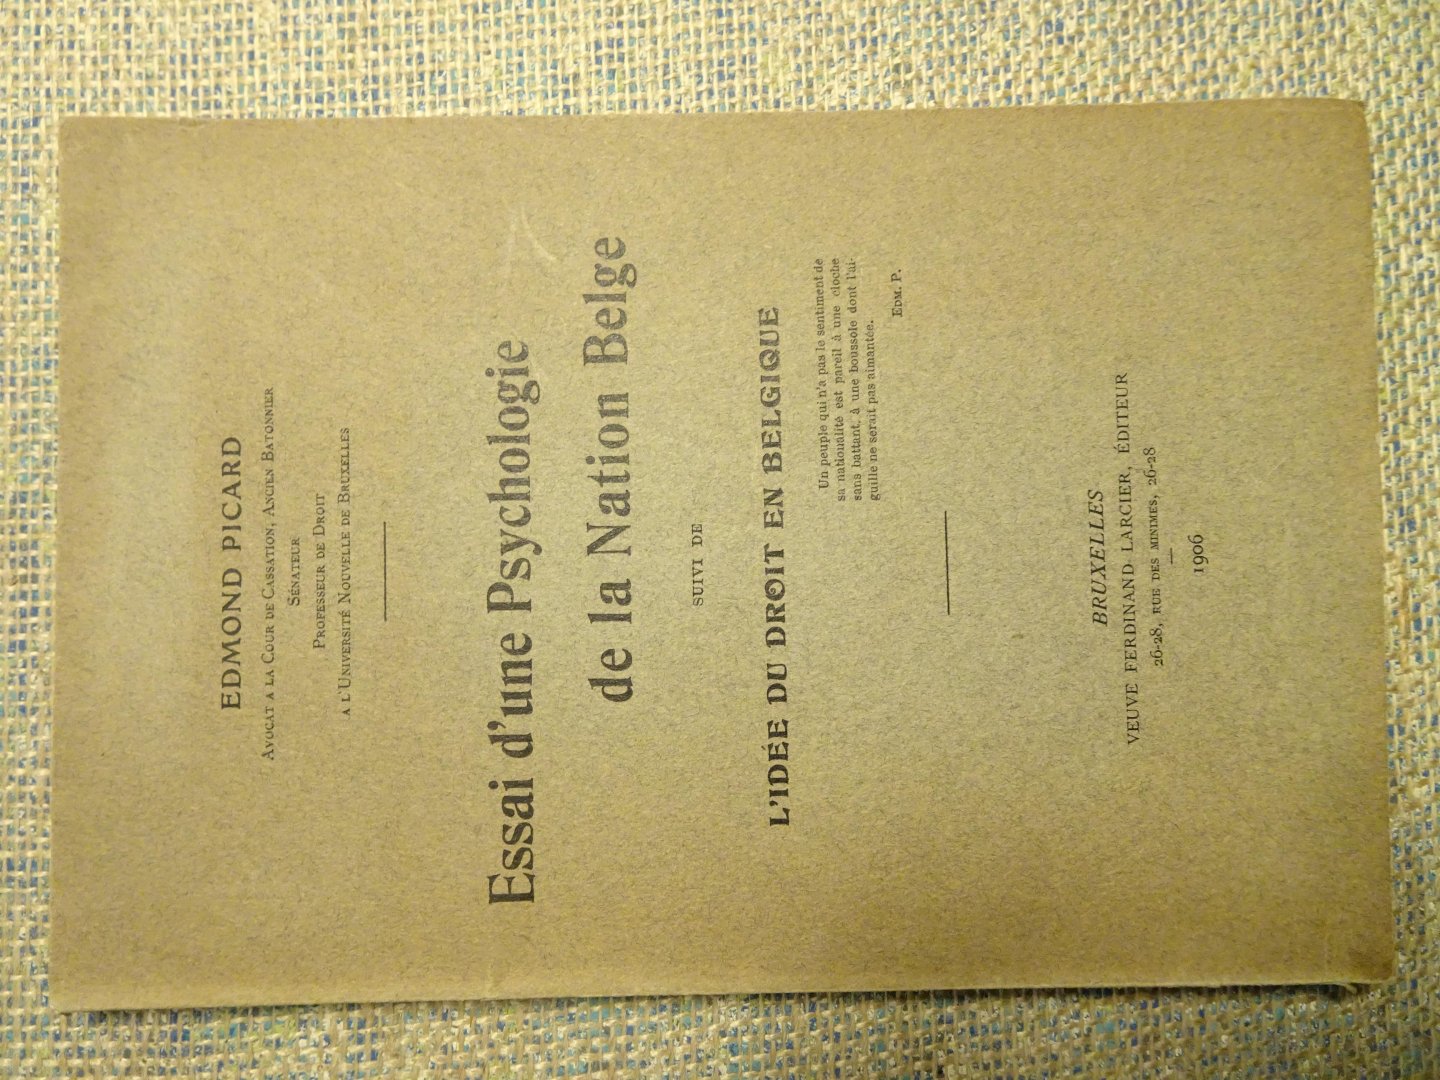 EDMOND PICARD
AVOCAT A LA COUR DE CASSATION, ANCIEN BATONNIER
SÉNATEUR
PROFESSEUR DE DROIT
A L'UNIVERSITÉ NOUVELLE DE BRUXELLES
Essai d'une Psychologie
de la Nation Belge
SUIVI DE
L'IDÉE DU DROIT EN BELGIQUE
Un peuple qui n'a pas le sentiment de
sa nationalité est pareil à une cloche
sans battant, à une boussole dont l'ai-
guille ne serait pas aimantée.
EDM. P.
BRUXELLES
VEUVE FERDINAND LARCIER, ÉDITEUR
26-28, RUE DES MINIMES, 26-28
1906